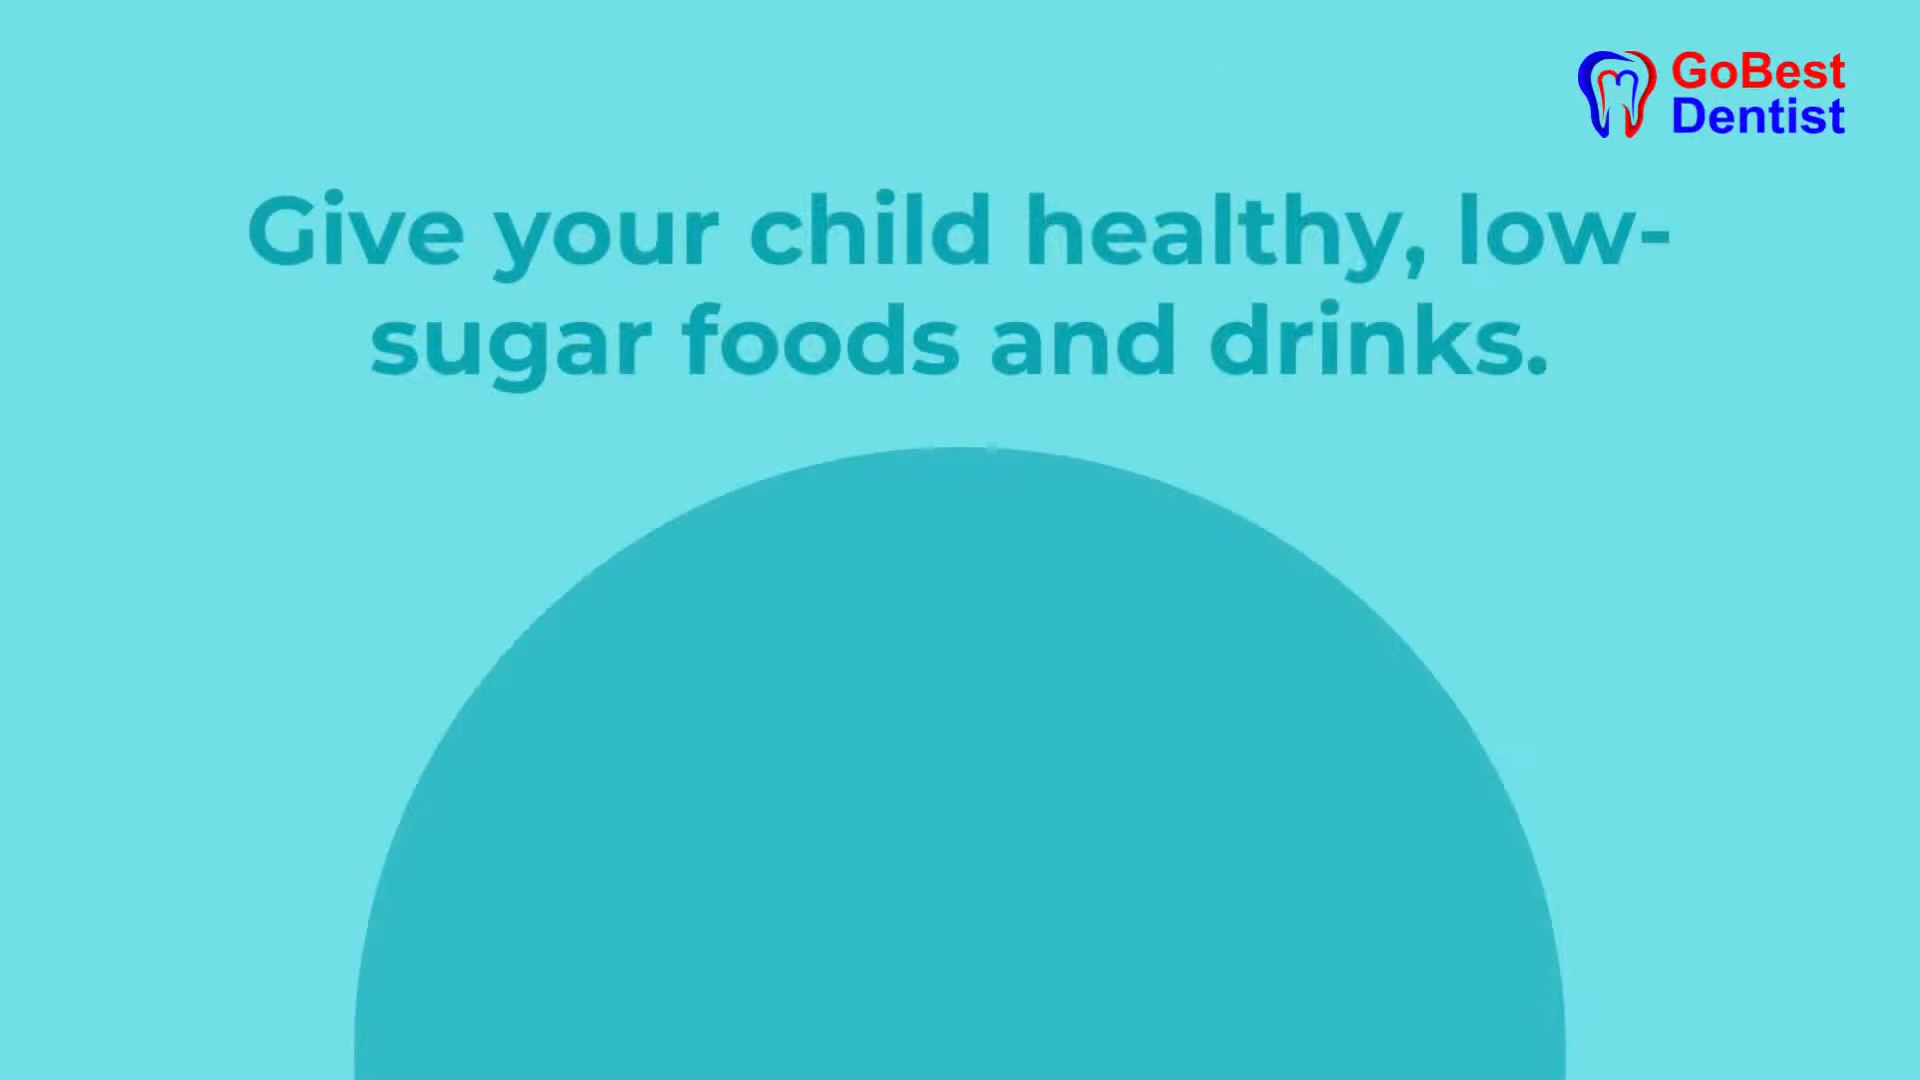 GoBest
Dentist
Give your child healthy, low-
sugar foods and drinks.